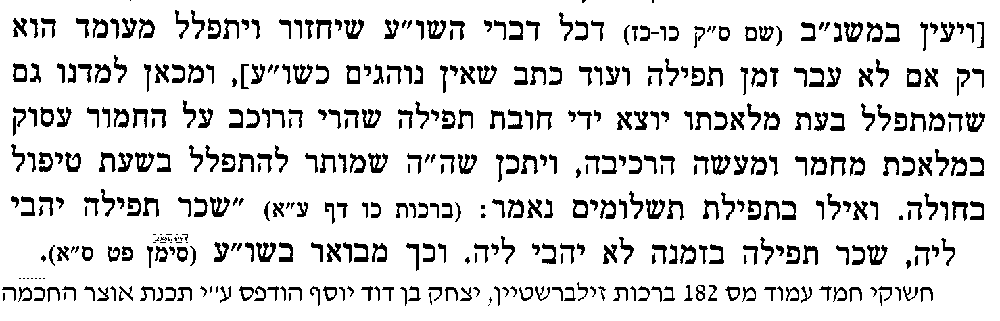 [ויעוין במשנ״ב (שם ס״ק כו-כז) דכל דברי השו״ע שיחזור ויתפלל מעומד הוא
רק אם לא עבר זמן תפילה ועוד כתב שאין נוהגים כשו״ע], ומכאן למדנו גם
שהמתפלל בעת מלאכתו יוצא ידי חובת תפילה שהרי הרוכב על החמור עסוק
במלאכת מחמר ומעשה הרכיבה, ויתכן שה״ה שמותר להתפלל בשעת טיפול
בחולה. ואילו בתפילת תשלומים נאמר: (ברכות כו דף ע״א) ״שכר תפילה יהבי
ליה, שכר תפילה בזמנה לא יהבי ליה. וכך מבואר בשו״ע (סימן פט ס״א).
חשוקי חמד עמוד מס 182 ברכות זילברשטיין, יצחק בן דוד יוסף הודפס ע״י תכנת אוצר החכמה